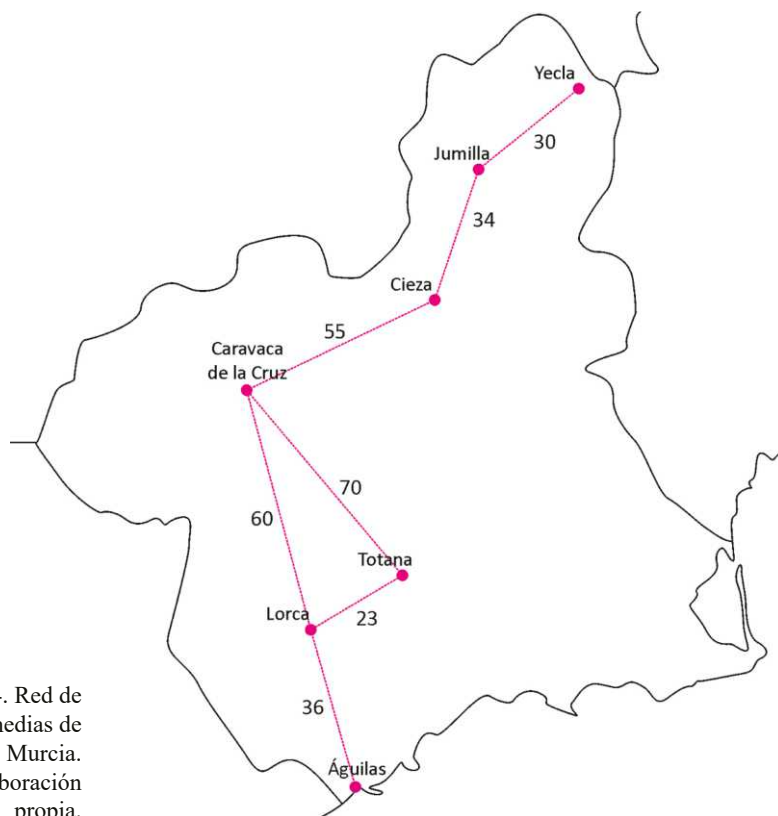 Yecla
30
Jumilla
34
Cieza
55
Caravaca
de la Cruz
70
60
Totana
Lorca
23
36
Águilas
. Red de
medias de
Murcia.
boración
propia.